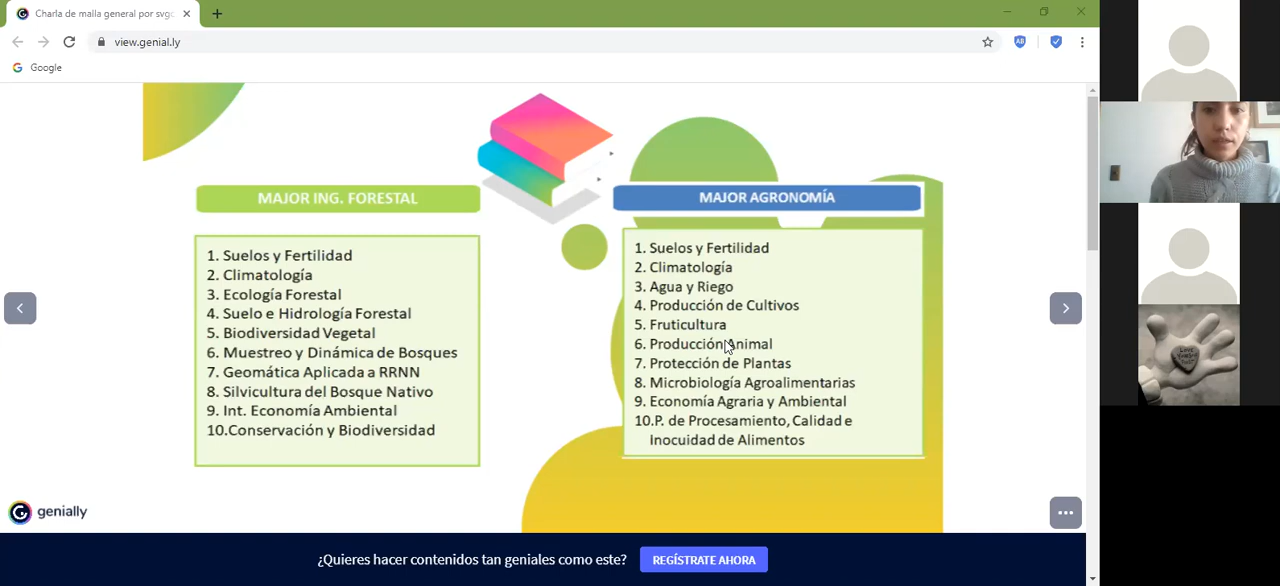 Charla de malla general por svg
view.genial.ly
Google
MAJOR ING. FORESTAL
1. Suelos y Fertilidad
2. Climatología
3. Ecología Forestal
4. Suelo e Hidrología Forestal
5. Biodiversidad Vegetal
6. Muestreo y Dinámica de Bosques
7. Geomática Aplicada a RRNN
8. Silvicultura del Bosque Nativo
9. Int. Economía Ambiental
10.Conservación y Biodiversidad
MAJOR AGRONOMÍA
1. Suelos y Fertilidad
2. Climatología
3. Agua y Riego
4. Producción de Cultivos
5. Fruticultura
6. Producción Animal
7. Protección de Plantas
8. Microbiología Agroalimentarias
9. Economía Agraria y Ambiental
10.P. de Procesamiento, Calidad e
Inocuidad de Alimentos
genially
¿Quieres hacer contenidos tan geniales como este?
REGÍSTRATE AHORA